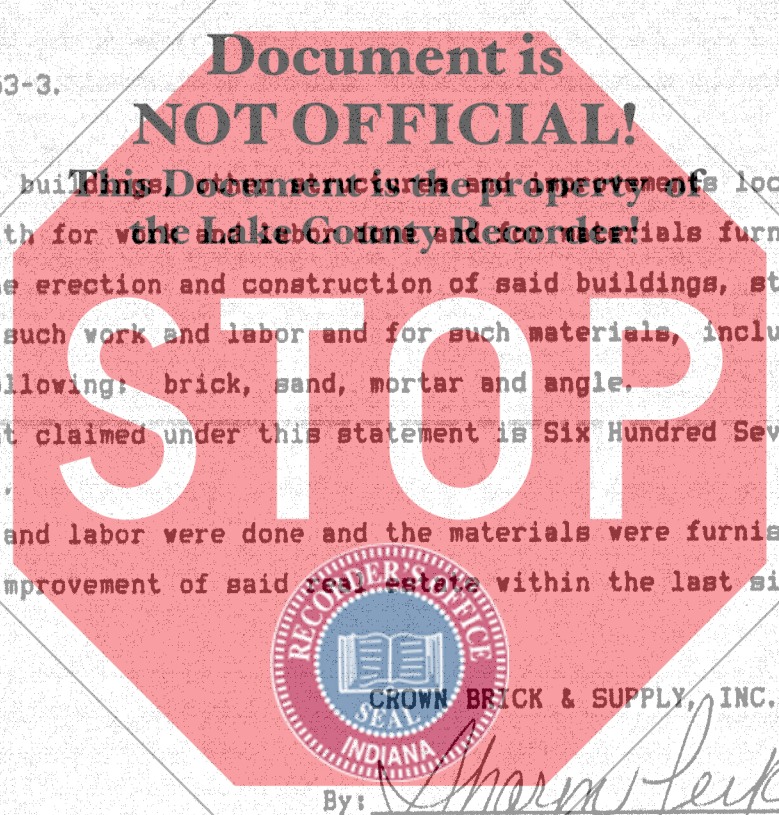 Document is
53-3.
NOT OFFICIAL!
This Document is the property of
buildings, other structures and improvements loc
the Lake County Recorder!
th for work and labor done and for materials furn
e erection and construction of said buildings, st
such work and labor and for such materials, inclu
llowing: brick, sand, mortar and angle.
t claimed under this statement is Six Hundred Sev
.
and labor were done and the materials were furnis
mprovement of said real estate within the last si
STOP
RECORDER'S OFFICE
SEAL
INDIANA
CROWN BRICK & SUPPLY, INC.
By: Sharon